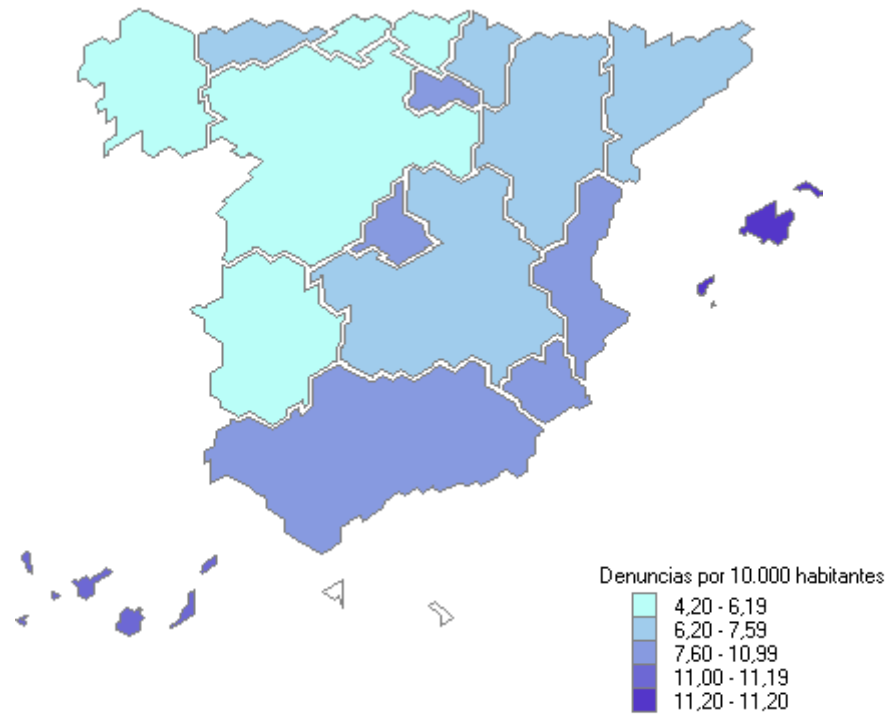 Denuncias por 10.000 habitantes
4,20 - 6,19
6,20 - 7,59
7,60 - 10,99
11,00 - 11,19
11,20 - 11,20